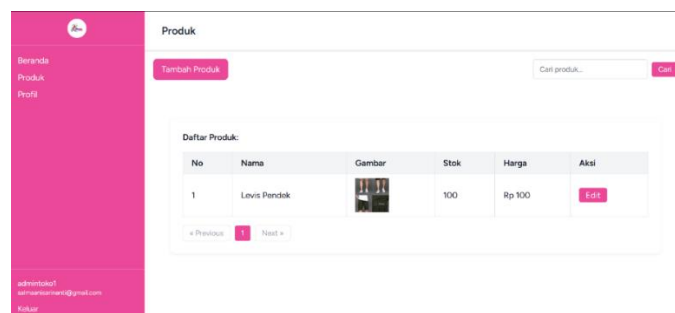 Produk
Beranda
Produk
Profil
Tambah Produk
Cari produk...
Cari
Daftar Produk:
No Nama Gambar Stok Harga Aksi
1 Levis Pendek 100 Rp 100 Edit
« Previous 1 Next »
admintoko1
Keluar